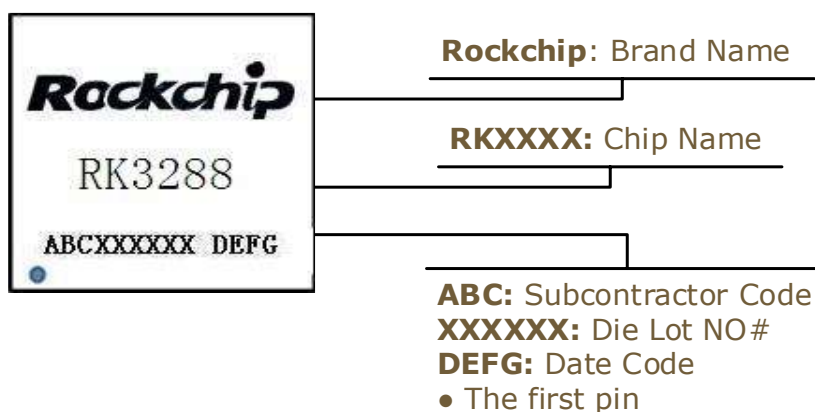 Rockchip
RK3288
ABCXXXXXX DEFG
Rockchip: Brand Name
RKXXXX: Chip Name
ABC: Subcontractor Code
XXXXXX: Die Lot NO#
DEFG: Date Code
● The first pin